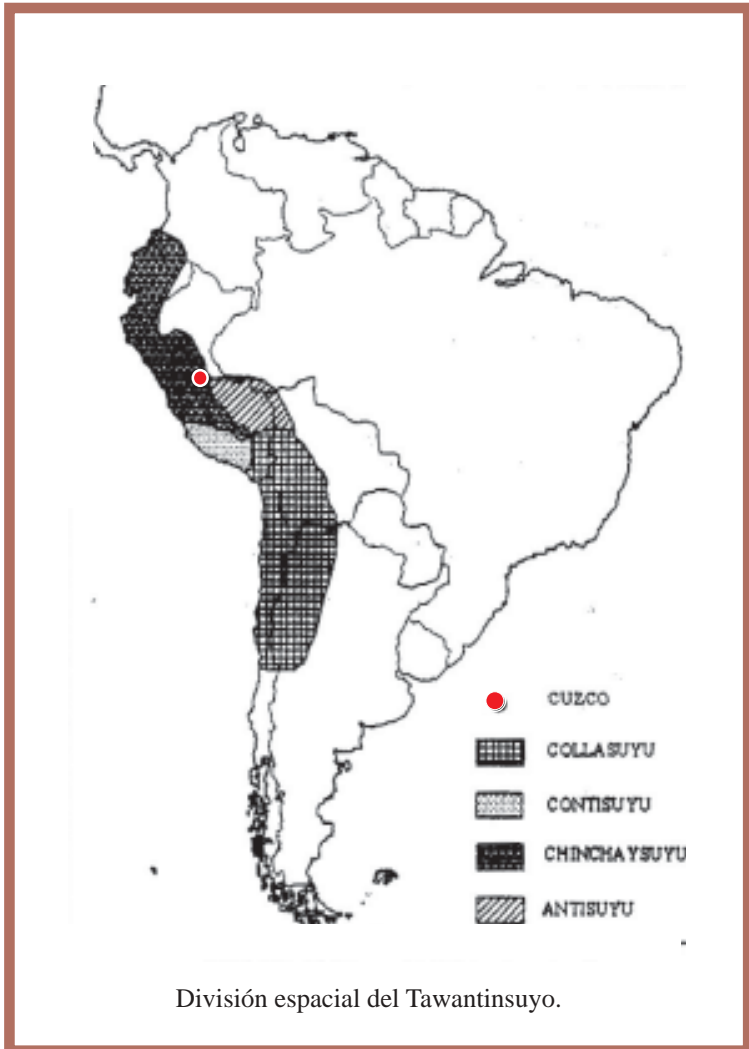 CUZCO
COLLASUYU
CONTISUYU
CHINCHAYSUYU
ANTISUYU
División espacial del Tawantinsuyo.